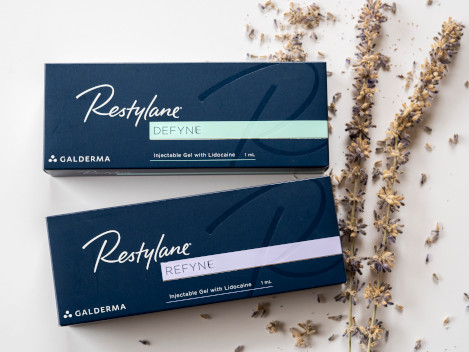 Restylane
DEFYNE
GALDERMA
Injectable Gel with Lidocaine 1 mL
Restylane
REFYNE
Injectable Gel with Lidocaine 1 mL
GALDERMA